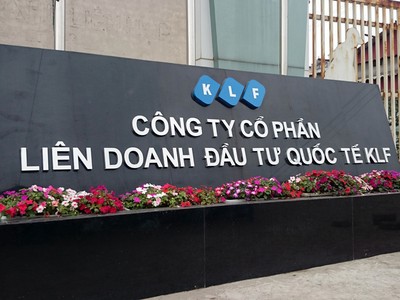 KLF
CÔNG TY CỔ PHẦN
LIÊN DOANH ĐẦU TƯ QUỐC TẾ KLF